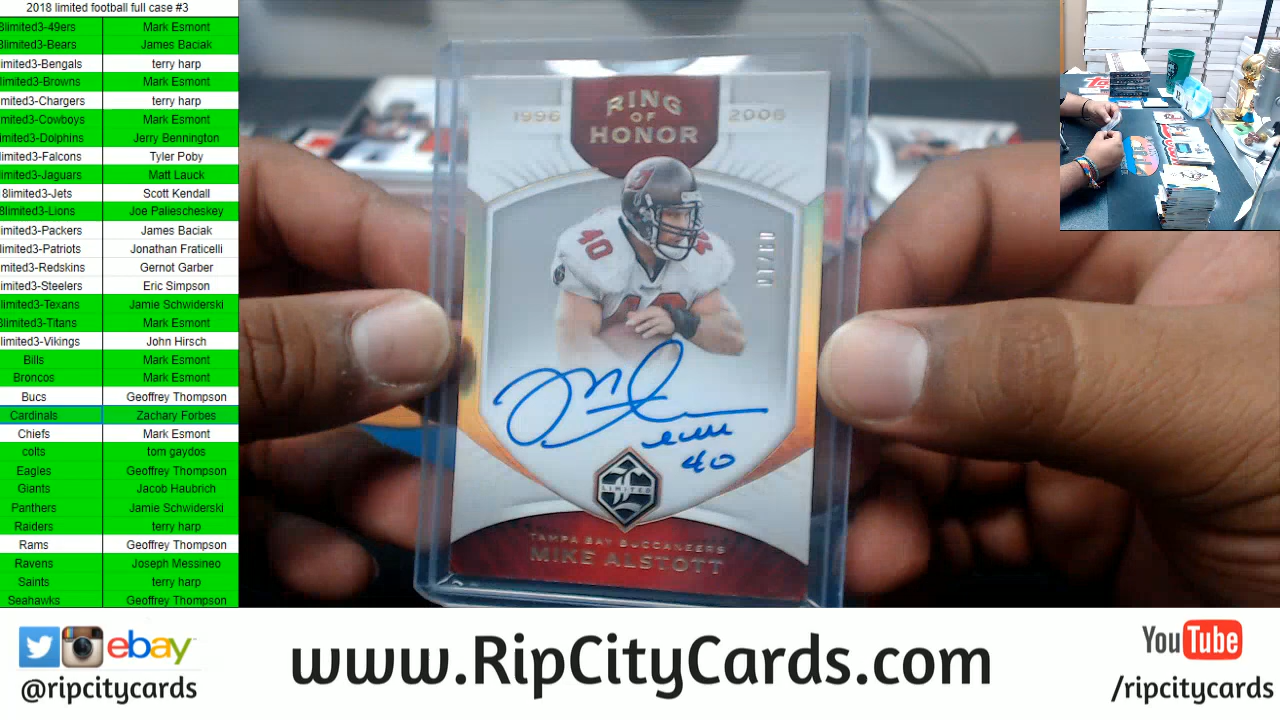 2018 limited football full case #3
8limited3-49ers Mark Esmont
8limited3-Bears James Baciak
limited3-Bengals terry harp
limited3-Browns Mark Esmont
imited3-Chargers terry harp
imited3-Cowboys Mark Esmont
limited3-Dolphins Jerry Bennington
limited3-Falcons Tyler Poby
limited3-Jaguars Matt Lauck
8limited3-Jets Scott Kendall
8limited3-Lions Joe Paliescheskey
limited3-Packers James Baciak
limited3-Patriots Jonathan Fraticelli
imited3-Redskins Gernot Garber
imited3-Steelers Eric Simpson
limited3-Texans Jamie Schwiderski
8limited3-Titans Mark Esmont
limited3-Vikings John Hirsch
Bills Mark Esmont
Broncos Mark Esmont
Bucs Geoffrey Thompson
Cardinals Zachary Forbes
Chiefs Mark Esmont
colts tom gaydos
Eagles Geoffrey Thompson
Giants Jacob Haubrich
Panthers Jamie Schwiderski
Raiders terry harp
Rams Geoffrey Thompson
Ravens Joseph Messineo
Saints terry harp
Seahawks Geoffrey Thompson
RING
OF
HONOR
1996 2006
40
40
LIMITED
TAMPA BAY BUCCANEERS
MIKE ALSTOTT
ebay
@ripcitycards
www.RipCityCards.com
YouTube
/ripcitycards